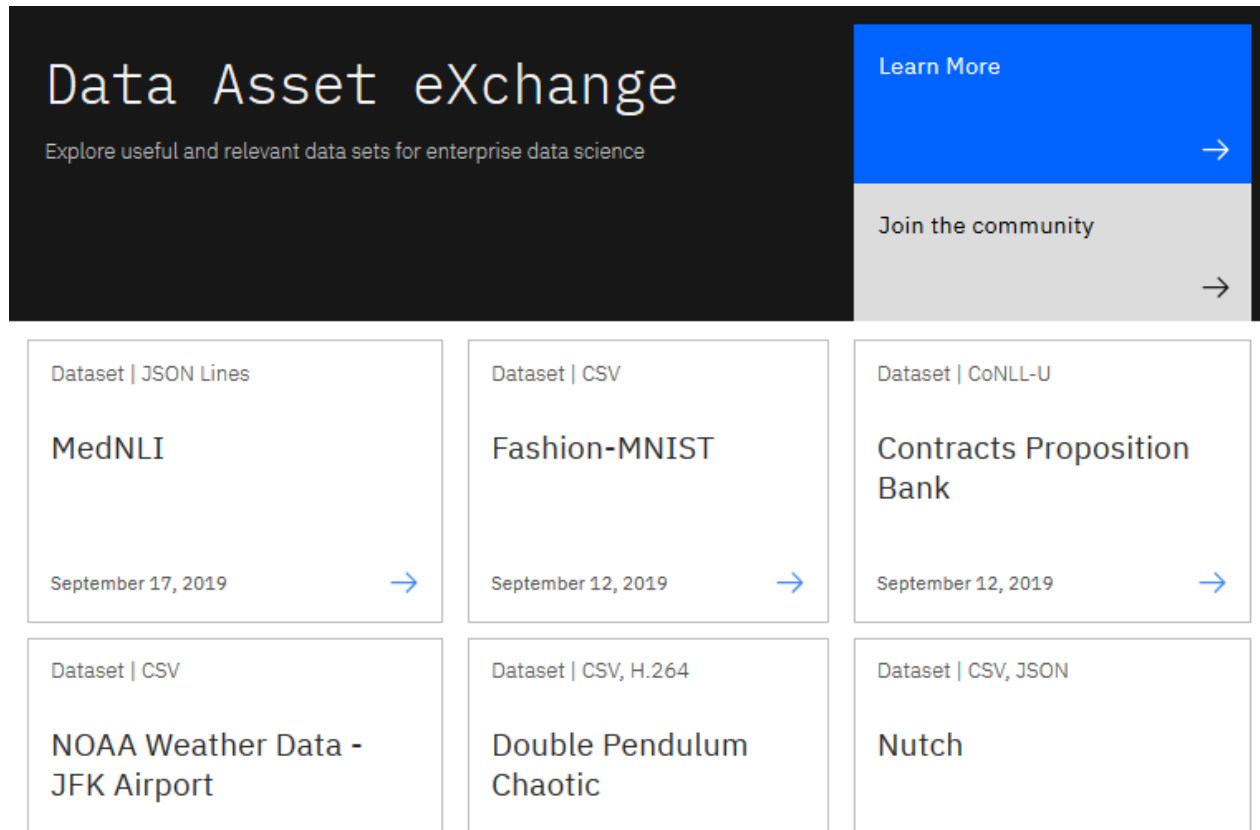 Data Asset eXchange
Explore useful and relevant data sets for enterprise data science
Learn More
Join the community
Dataset | JSON Lines
MedNLI
September 17, 2019
Dataset | CSV
Fashion-MNIST
September 12, 2019
Dataset | CoNLL-U
Contracts Proposition
Bank
September 12, 2019
Dataset | CSV
NOAA Weather Data -
JFK Airport
Dataset | CSV, H.264
Double Pendulum
Chaotic
Dataset | CSV, JSON
Nutch